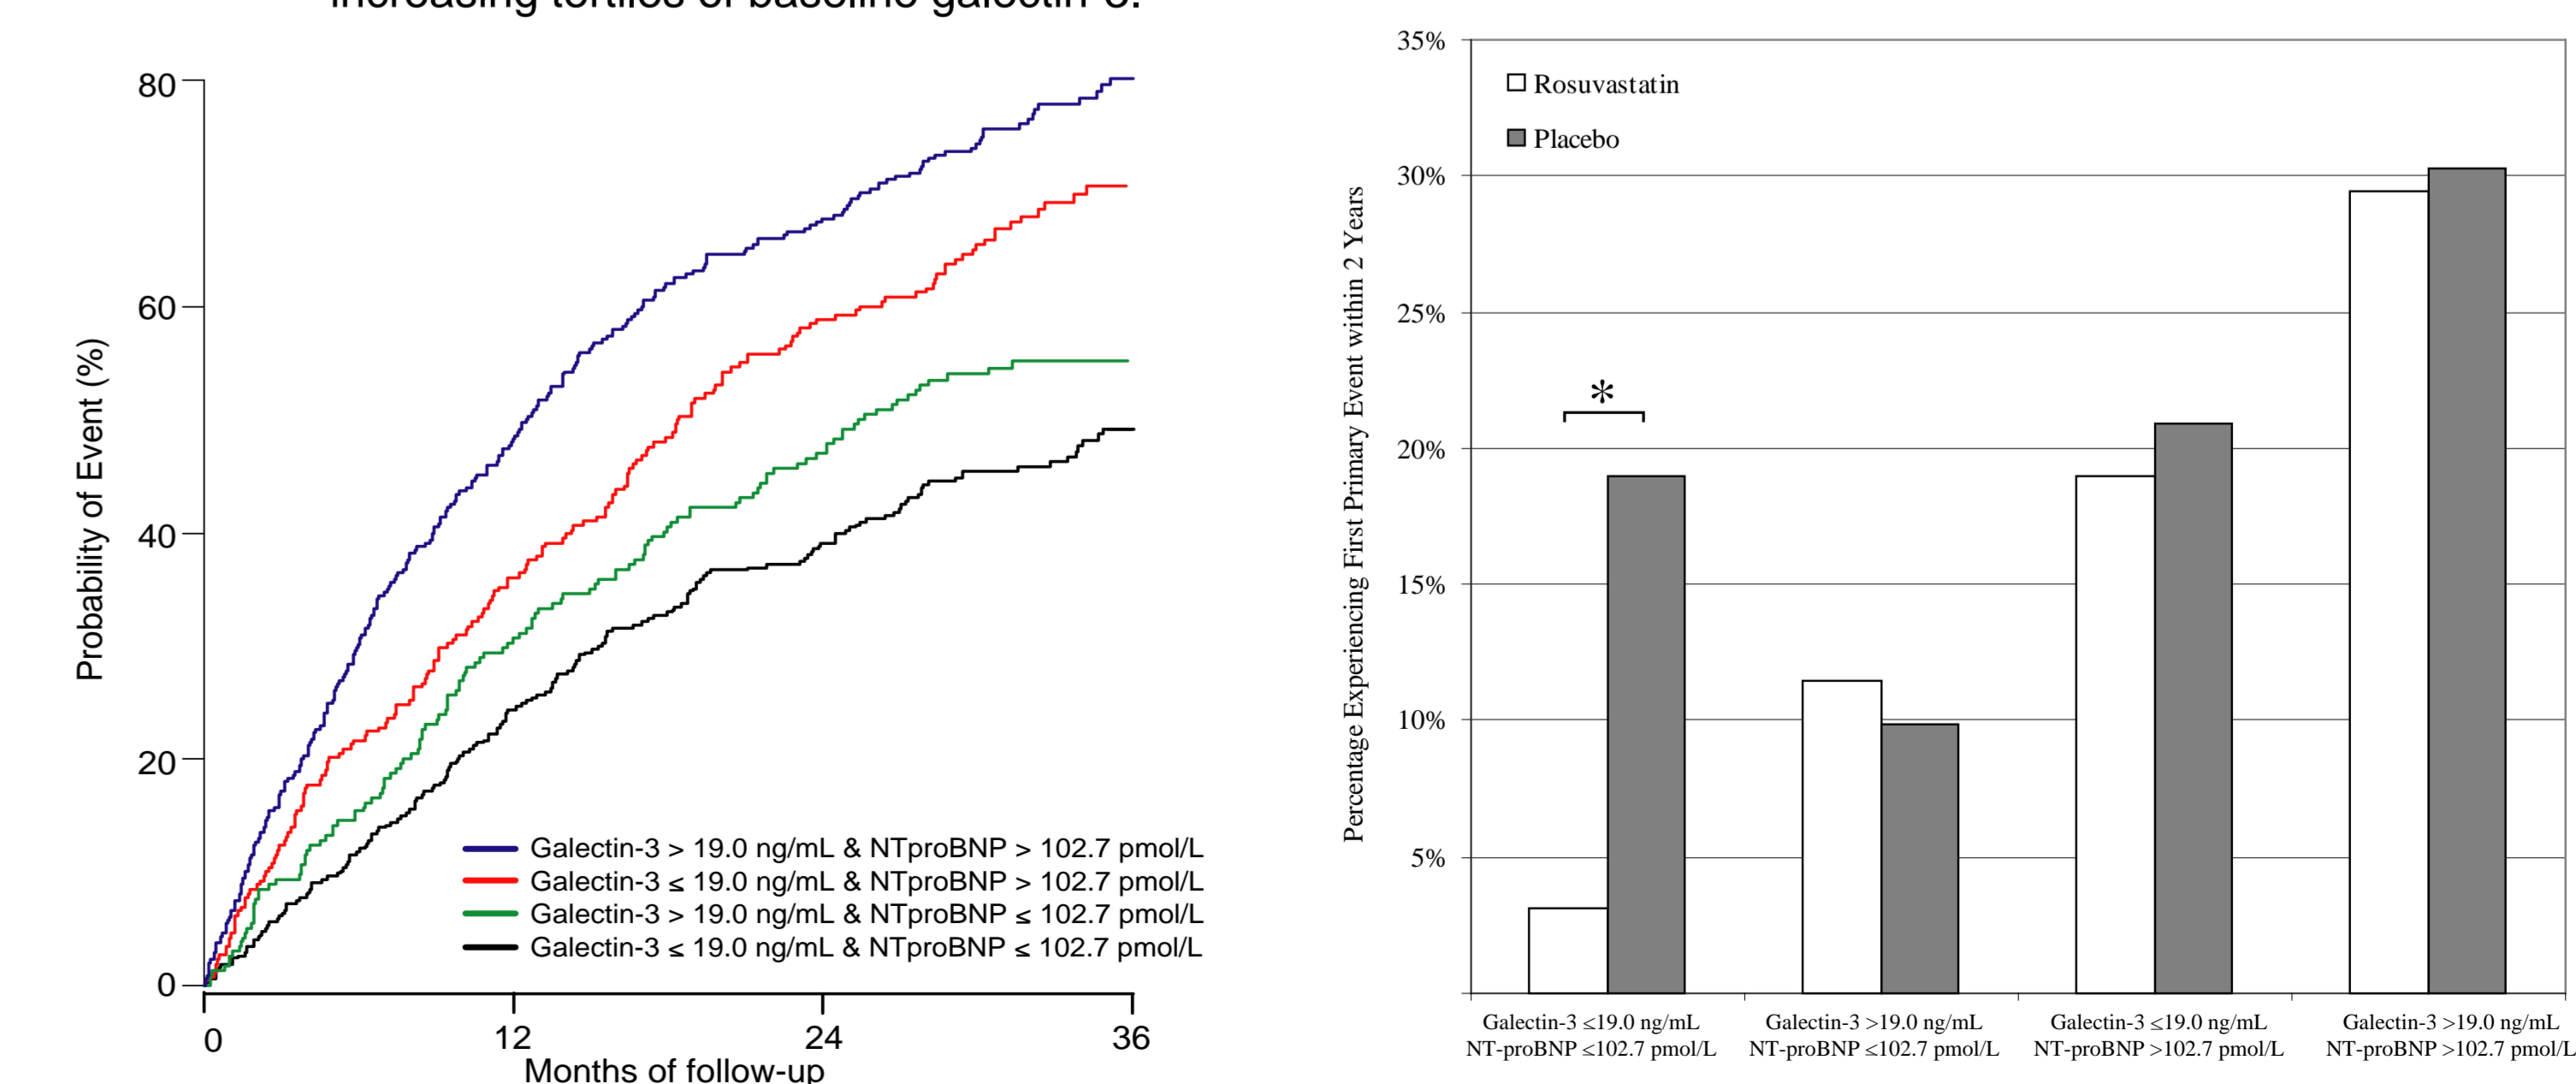 increasing tertiles of baseline galectin-3.
80
60
40
20
0
Probability of Event (%)
Galectin-3 > 19.0 ng/mL & NTproBNP > 102.7 pmol/L
Galectin-3 ≤ 19.0 ng/mL & NTproBNP > 102.7 pmol/L
Galectin-3 > 19.0 ng/mL & NTproBNP ≤ 102.7 pmol/L
Galectin-3 ≤ 19.0 ng/mL & NTproBNP ≤ 102.7 pmol/L
0 12 24 36
Months of follow-up
35%
30%
25%
20%
15%
10%
5%
Percentage Experiencing First Primary Event within 2 Years
Rosuvastatin
Placebo
*
Galectin-3 ≤19.0 ng/mL
NT-proBNP ≤102.7 pmol/L
Galectin-3 >19.0 ng/mL
NT-proBNP ≤102.7 pmol/L
Galectin-3 ≤19.0 ng/mL
NT-proBNP >102.7 pmol/L
Galectin-3 >19.0 ng/mL
NT-proBNP >102.7 pmol/L